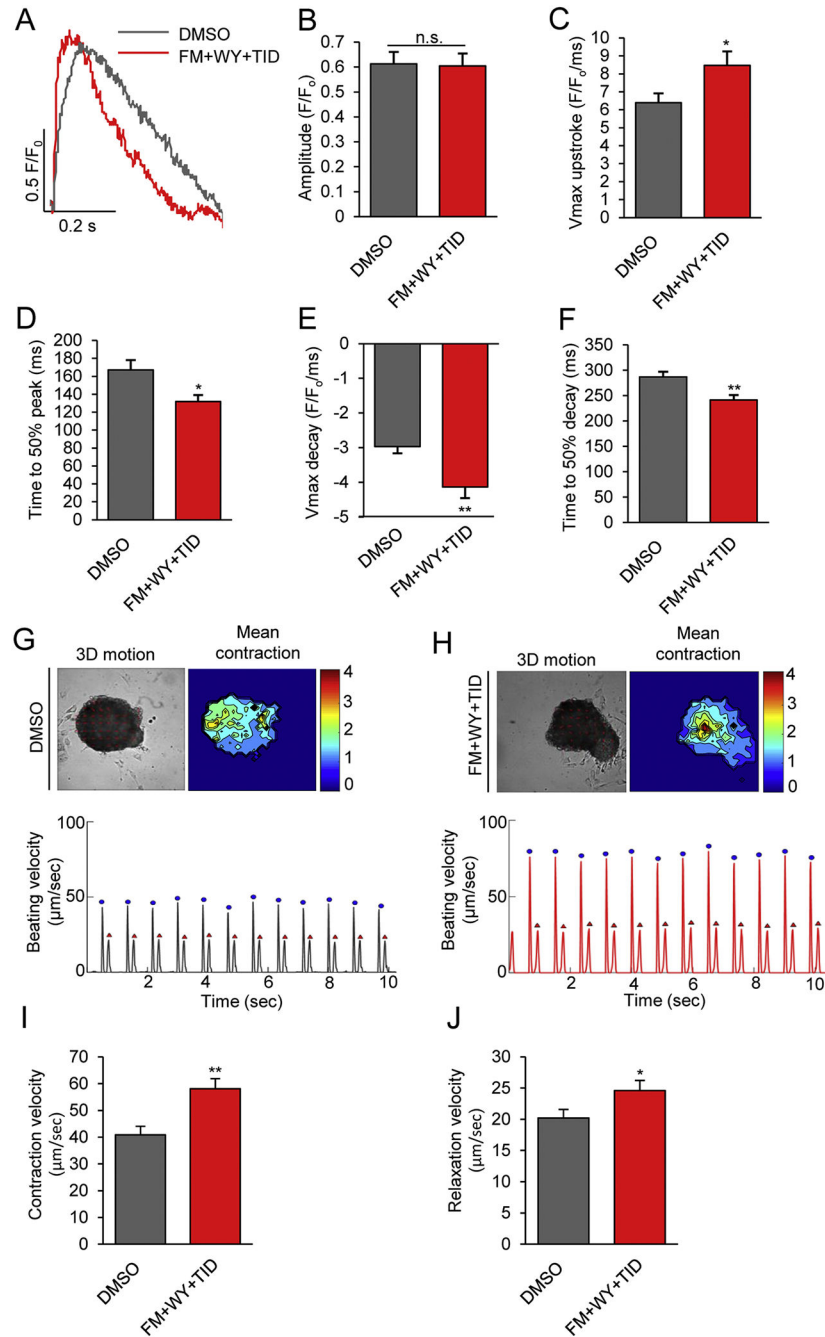 A
DMSO
FM+WY+TID
0.5 F/F0
0.2 s
B
n.s.
Amplitude (F/Fo)
0.7
0.6
0.5
0.4
0.3
0.2
0.1
0
DMSO
FM+WY+TID
C
*
Vmax upstroke (F/Fo/ms)
10
9
8
7
6
5
4
3
2
1
0
DMSO
FM+WY+TID
D
Time to 50% peak (ms)
200
180
160
140
120
100
80
60
40
20
0
*
DMSO
FM+WY+TID
E
Vmax decay (F/Fo/ms)
0
-1
-2
-3
-4
-5
**
DMSO
FM+WY+TID
F
Time to 50% decay (ms)
350
300
250
200
150
100
50
0
**
DMSO
FM+WY+TID
G
DMSO
3D motion
Mean
contraction
4
3
2
1
0
Beating velocity
(µm/sec)
100
50
0
2
4
6
8
10
Time (sec)
H
FM+WY+TID
3D motion
Mean
contraction
4
3
2
1
0
Beating velocity
(µm/sec)
100
50
0
2
4
6
8
10
Time (sec)
I
Contraction velocity
(µm/sec)
70
60
50
40
30
20
10
0
**
DMSO
FM+WY+TID
J
Relaxation velocity
(µm/sec)
30
25
20
15
10
5
0
*
DMSO
FM+WY+TID